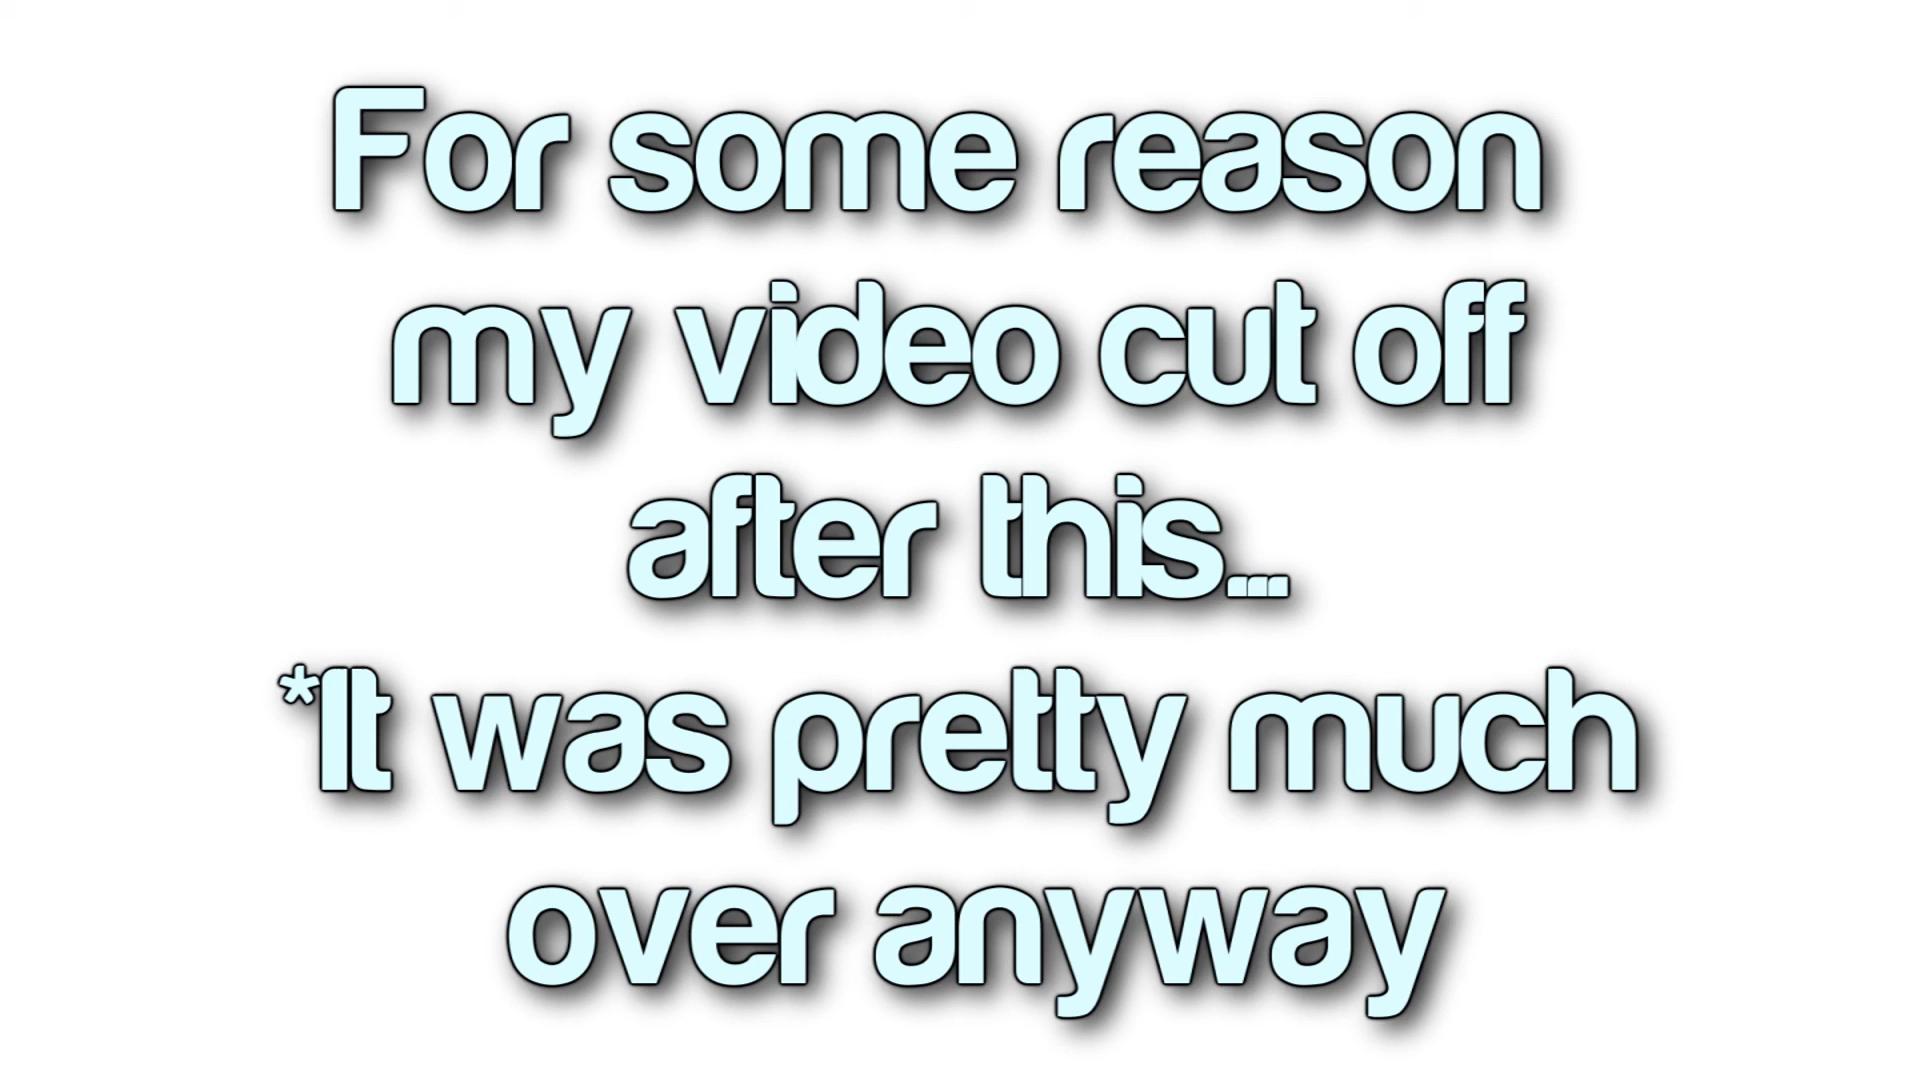 For some reason
my video cut off
after this...
*It was pretty much
over anyway